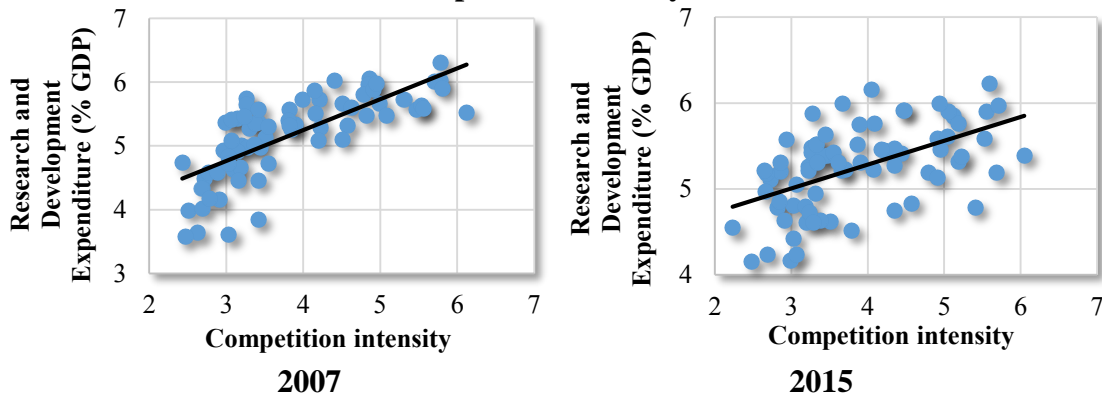 7
6
5
4
3
2 3 4 5 6 7
Research and
Development
Expenditure (% GDP)
Competition intensity
2007
7
6
5
4
2 3 4 5 6 7
Research and
Development
Expenditure (% GDP)
Competition intensity
2015